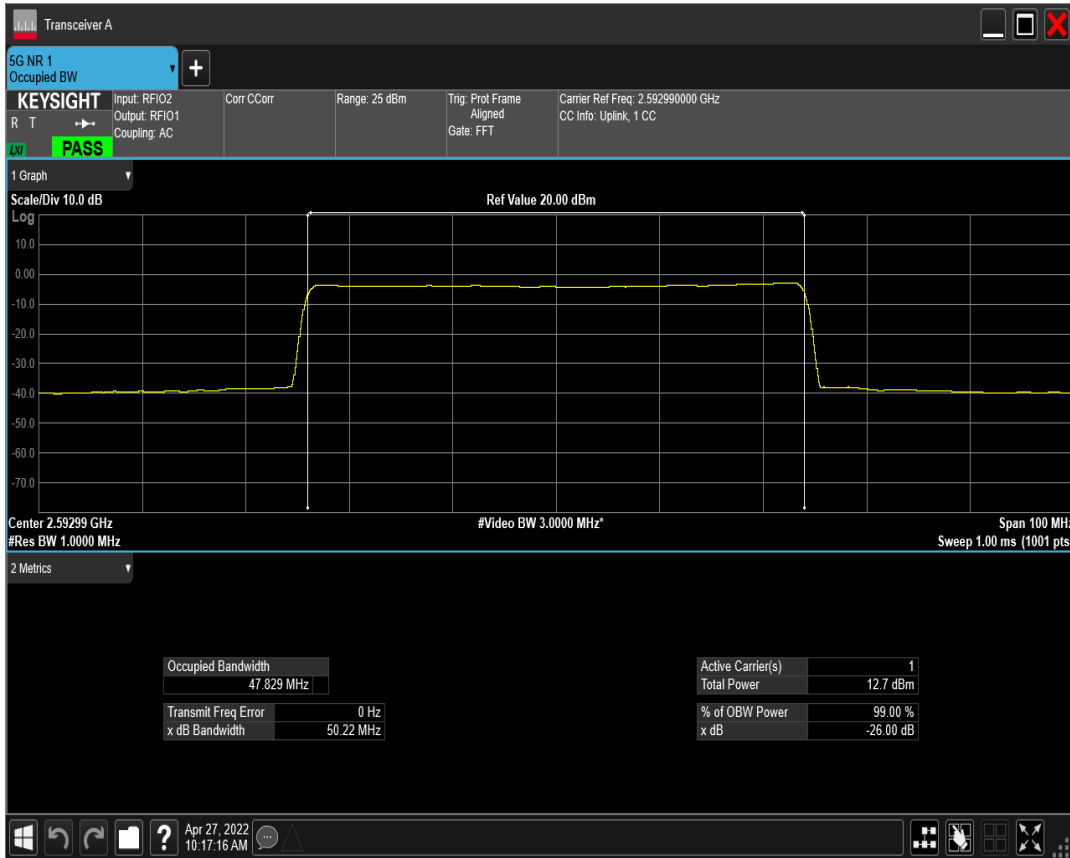 Transceiver A
5G NR 1
Occupied BW
KEYSIGHT
R T
LXI
PASS
Input: RFIO2
Output: RFIO1
Coupling: AC
Corr CCorr
Range: 25 dBm
Trig: Prot Frame
Aligned
Gate: FFT
Carrier Ref Freq: 2.592990000 GHz
CC Info: Uplink, 1 CC
1 Graph
Scale/Div 10.0 dB
Ref Value 20.00 dBm
Log
10.0
0.00
-10.0
-20.0
-30.0
-40.0
-50.0
-60.0
-70.0
Center 2.59299 GHz
#Video BW 3.0000 MHz*
Span 100 MHz
#Res BW 1.0000 MHz
Sweep 1.00 ms (1001 pts
2 Metrics
Occupied Bandwidth
47.829 MHz
Transmit Freq Error 0 Hz
x dB Bandwidth 50.22 MHz
Active Carrier(s) 1
Total Power 12.7 dBm
% of OBW Power 99.00 %
x dB -26.00 dB
?
Apr 27, 2022
10:17:16 AM